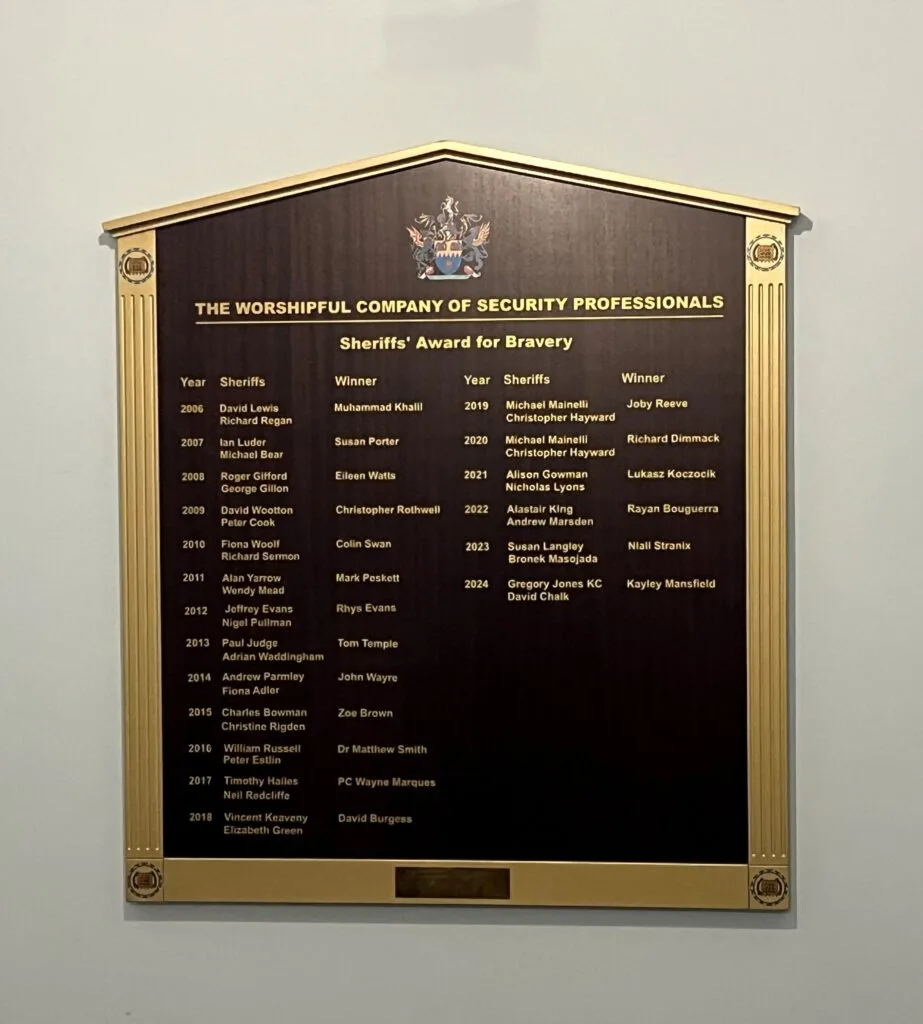 THE WORSHIPFUL COMPANY OF SECURITY PROFESSIONALS
Sheriffs' Award for Bravery
Year Sheriffs Winner
2006 David Lewis Muhammad Khalil
Richard Regan
2007 Ian Luder Susan Porter
Michael Bear
2008 Roger Gifford Eileen Watts
George Gillon
2009 David Wootton Christopher Rothwell
Peter Cook
2010 Fiona Woolf Colin Swan
Richard Sermon
2011 Alan Yarrow Mark Peskett
Wendy Mead
2012 Jeffrey Evans Rhys Evans
Nigel Pullman
2013 Paul Judge Tom Temple
Adrian Waddingham
2014 Andrew Parmley John Wayne
Fiona Adler
2015 Charles Bowman Zoe Brown
Christine Rigden
2016 William Russell Dr Matthew Smith
Peter Estlin
2017 Timothy Hailes PC Wayne Marques
Neil Redcliffe
2018 Vincent Keaveny David Burgess
Elizabeth Green
Year Sheriffs Winner
2019 Michael Mainelli Joby Reeve
Christopher Hayward
2020 Michael Mainelli Richard Dimmack
Christopher Hayward
2021 Alison Gowman Lukasz Koczocik
Nicholas Lyons
2022 Alastair King Rayan Bouguerra
Andrew Marsden
2023 Susan Langley Niall Stranix
Bronek Masojada
2024 Gregory Jones KC Kayley Mansfield
David Chalk